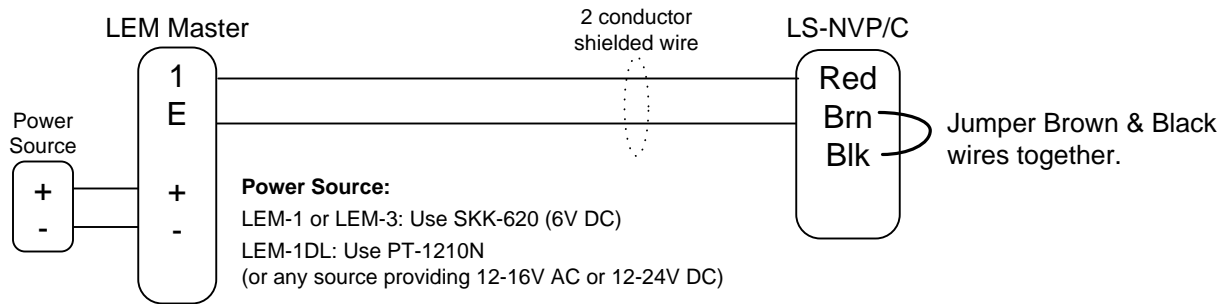 LEM Master
2 conductor
shielded wire
LS-NVP/C
1
E
+
-
Power
Source
+
-
Red
Brn
Blk
Jumper Brown & Black
wires together.
Power Source:
LEM-1 or LEM-3: Use SKK-620 (6V DC)
LEM-1DL: Use PT-1210N
(or any source providing 12-16V AC or 12-24V DC)